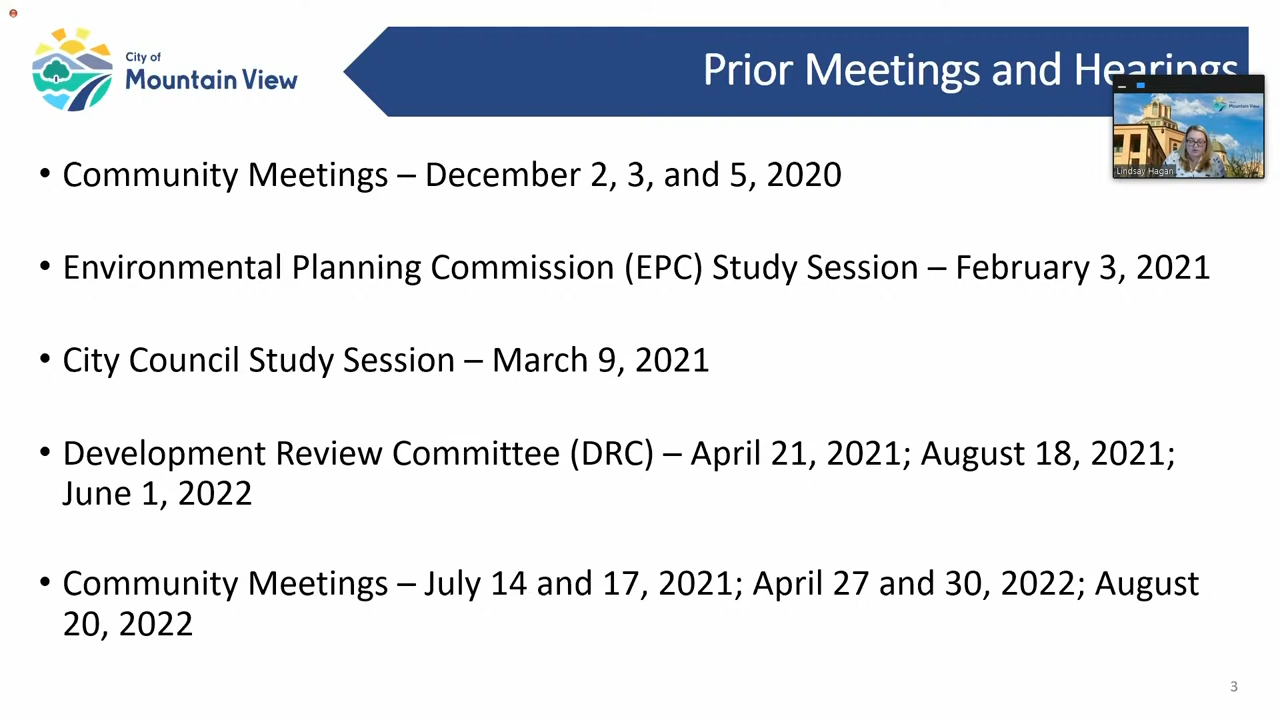 City of
Mountain View
Prior Meetings and Hearings
Mountain View
Lindsay Hagan
• Community Meetings – December 2, 3, and 5, 2020
• Environmental Planning Commission (EPC) Study Session – February 3, 2021
• City Council Study Session – March 9, 2021
• Development Review Committee (DRC) – April 21, 2021; August 18, 2021;
June 1, 2022
• Community Meetings – July 14 and 17, 2021; April 27 and 30, 2022; August
20, 2022
3